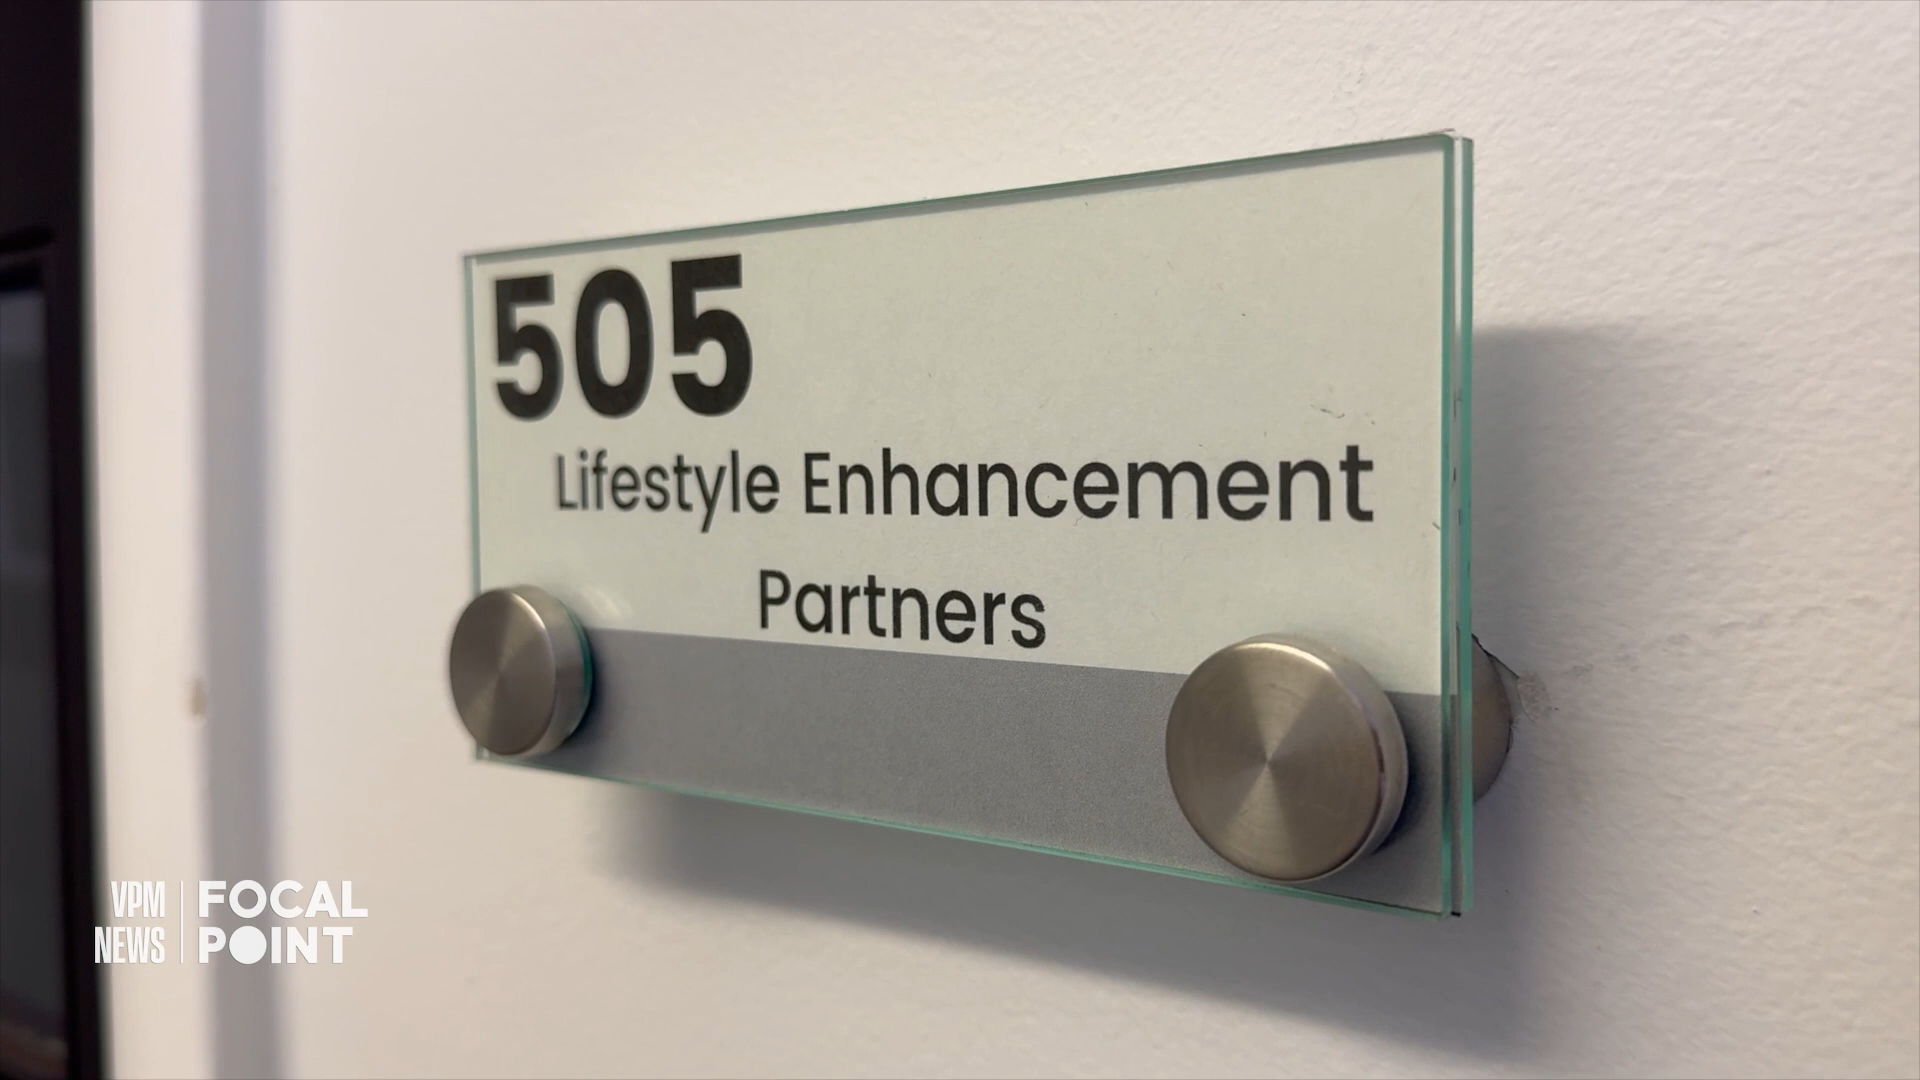 505
Lifestyle Enhancement
Partners
VPM
NEWS
FOCAL
POINT